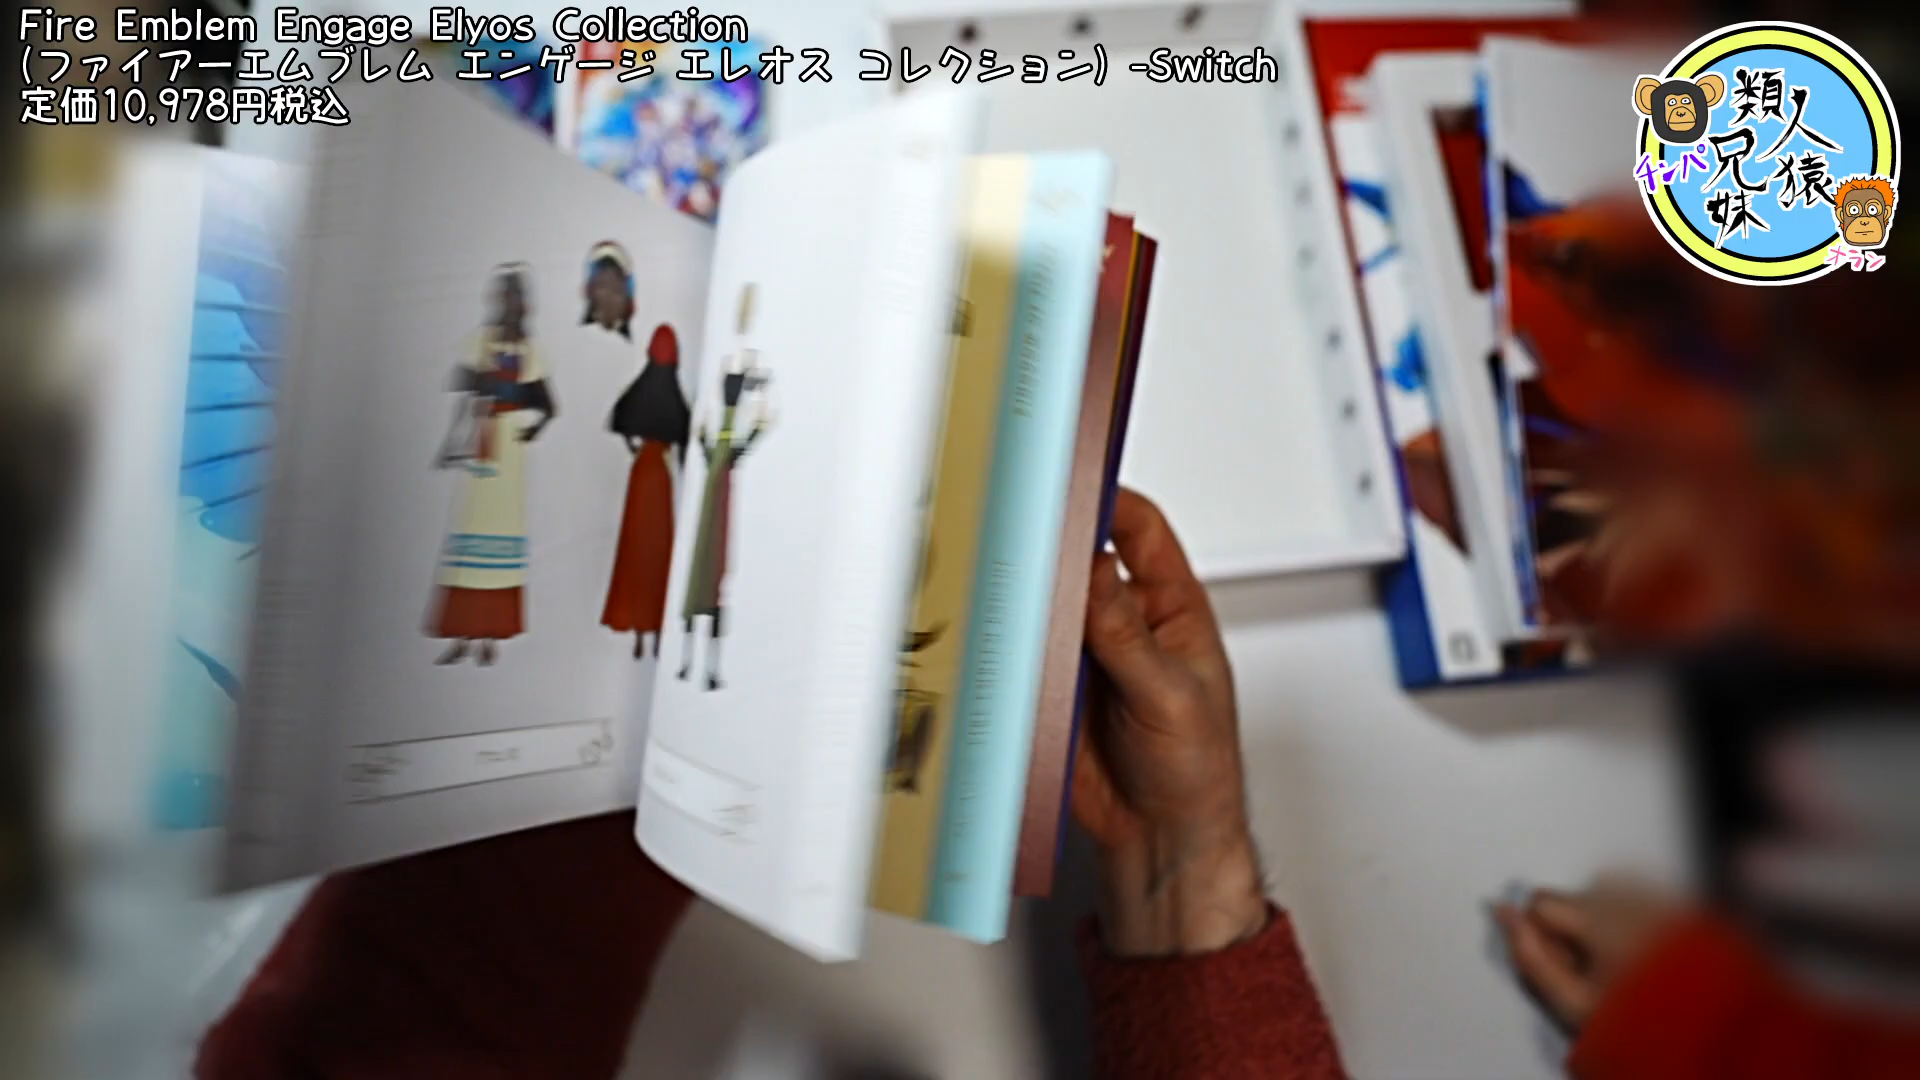 Fire Emblem Engage Elyos Collection
(ファイアーエムブレム エンゲージ エレオス コレクション) -Switch
定価10,978円税込
類人猿
兄妹
チンパ
オラン